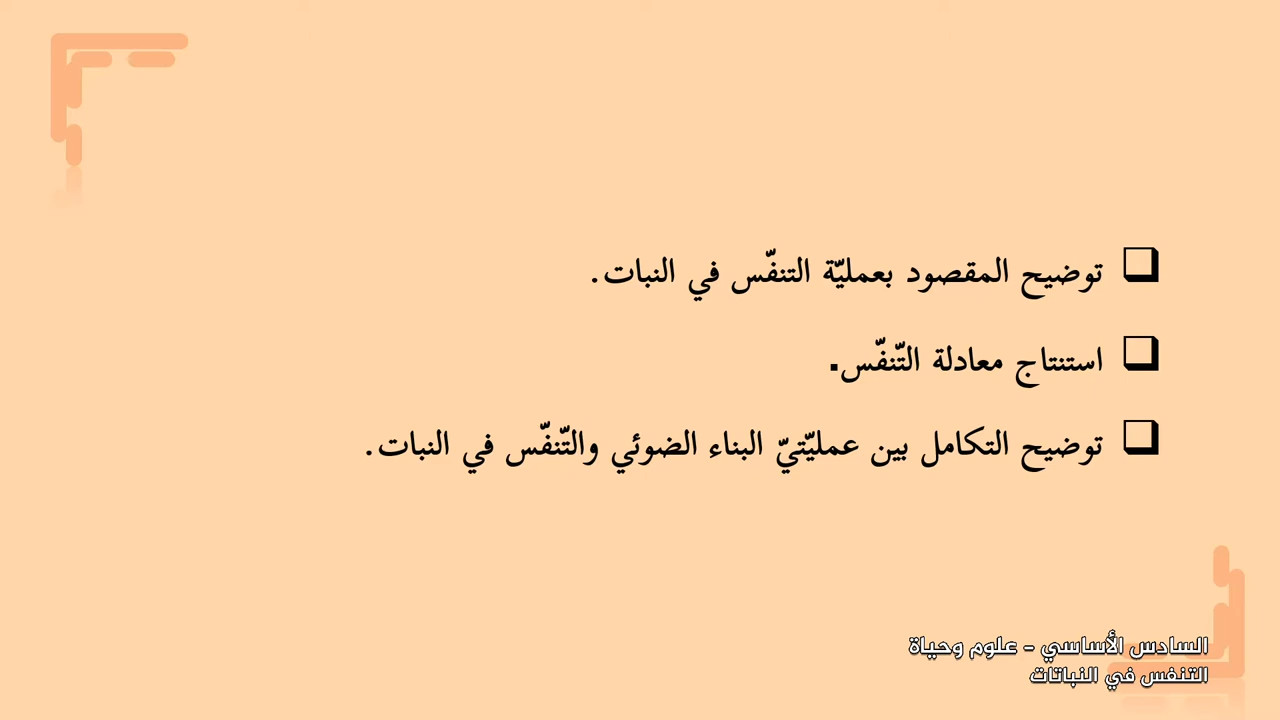 توضيح المقصود بعمليّة التنفّس في النبات.
استنتاج معادلة التّنفّس.
توضيح التكامل بين عمليّتيّ البناء الضوئي والتّنفّس في النبات.
السادس الأساسي - علوم وحياة
التنفس في النباتات